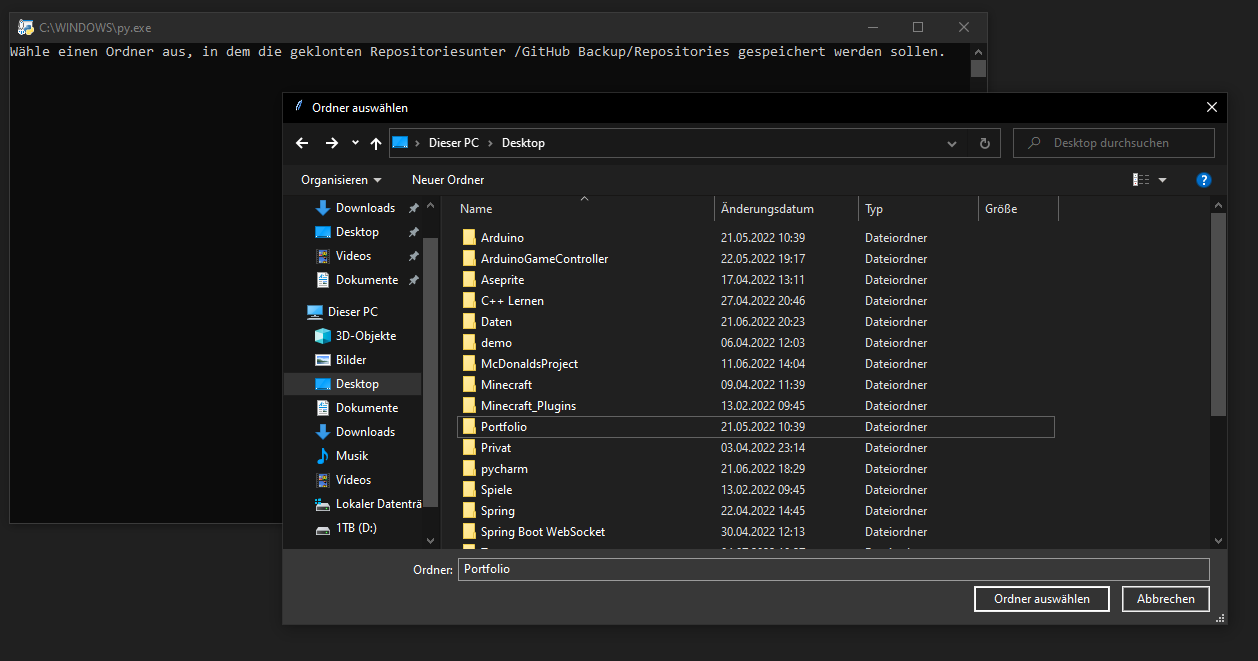 C:\WINDOWS\py.exe
Wähle einen Ordner aus, in dem die geklonten Repositoriesunter /GitHub Backup/Repositories gespeichert werden sollen.
Ordner auswählen
Dieser PC › Desktop
Desktop durchsuchen
Organisieren
Neuer Ordner
?
Downloads
Desktop
Videos
Dokumente
Dieser PC
3D-Objekte
Bilder
Desktop
Dokumente
Downloads
Musik
Videos
Lokaler Datenträ
1TB (D:)
Name Änderungsdatum Typ Größe
Arduino 21.05.2022 10:39 Dateiordner
ArduinoGameController 22.05.2022 19:17 Dateiordner
Aseprite 17.04.2022 13:11 Dateiordner
C++ Lernen 27.04.2022 20:46 Dateiordner
Daten 21.06.2022 20:23 Dateiordner
demo 06.04.2022 12:03 Dateiordner
McDonaldsProject 11.06.2022 14:04 Dateiordner
Minecraft 09.04.2022 11:39 Dateiordner
Minecraft_Plugins 13.02.2022 09:45 Dateiordner
Portfolio 21.05.2022 10:39 Dateiordner
Privat 03.04.2022 23:14 Dateiordner
pycharm 21.06.2022 18:29 Dateiordner
Spiele 13.02.2022 09:45 Dateiordner
Spring 22.04.2022 14:45 Dateiordner
Spring Boot WebSocket 30.04.2022 12:13 Dateiordner
Ordner: Portfolio
Ordner auswählen
Abbrechen